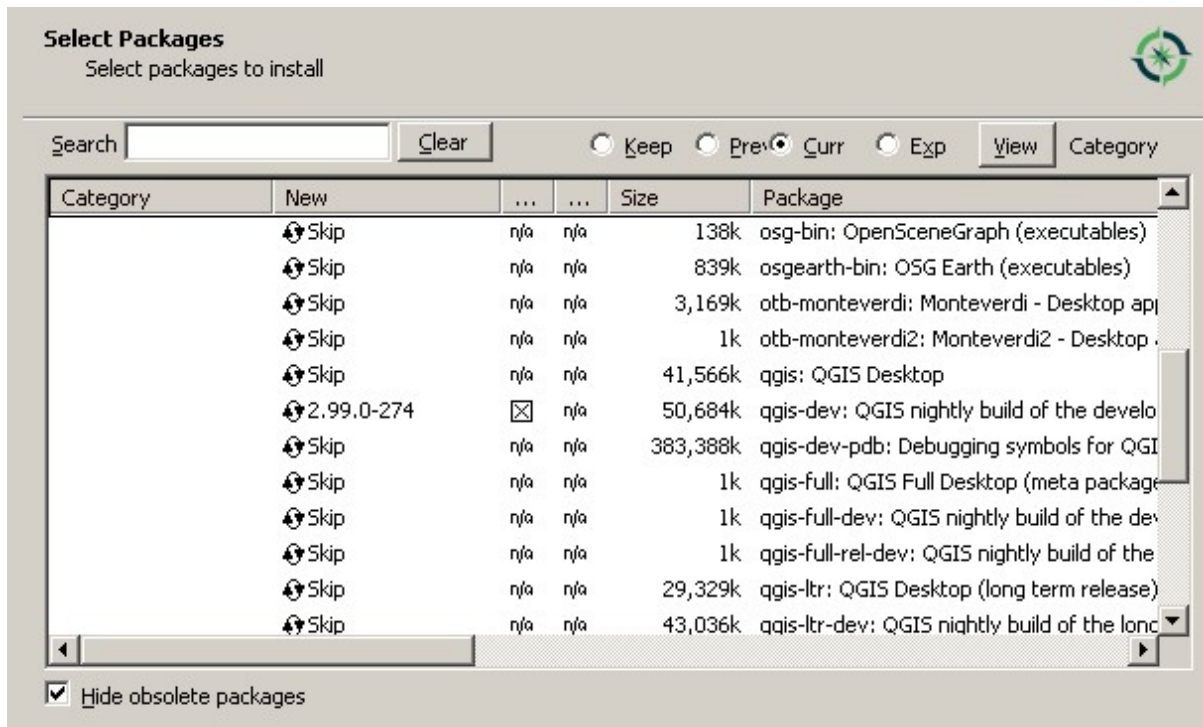 Select Packages
Select packages to install
Search Clear Keep Prev Curr Exp View Category
Category New ... ... Size Package
Skip n/a n/a 138k osg-bin: OpenSceneGraph (executables)
Skip n/a n/a 839k osgearth-bin: OSG Earth (executables)
Skip n/a n/a 3,169k otb-monteverdi: Monteverdi - Desktop app
Skip n/a n/a 1k otb-monteverdi2: Monteverdi2 - Desktop
Skip n/a n/a 41,566k qgis: QGIS Desktop
2.99.0-274 n/a 50,684k qgis-dev: QGIS nightly build of the develo
Skip n/a n/a 383,388k qgis-dev-pdb: Debugging symbols for QGI
Skip n/a n/a 1k qgis-full: QGIS Full Desktop (meta package
Skip n/a n/a 1k qgis-full-dev: QGIS nightly build of the dev
Skip n/a n/a 1k qgis-full-rel-dev: QGIS nightly build of the
Skip n/a n/a 29,329k qgis-ltr: QGIS Desktop (long term release)
Skip n/a n/a 43,036k qgis-ltr-dev: QGIS nightly build of the long
Hide obsolete packages